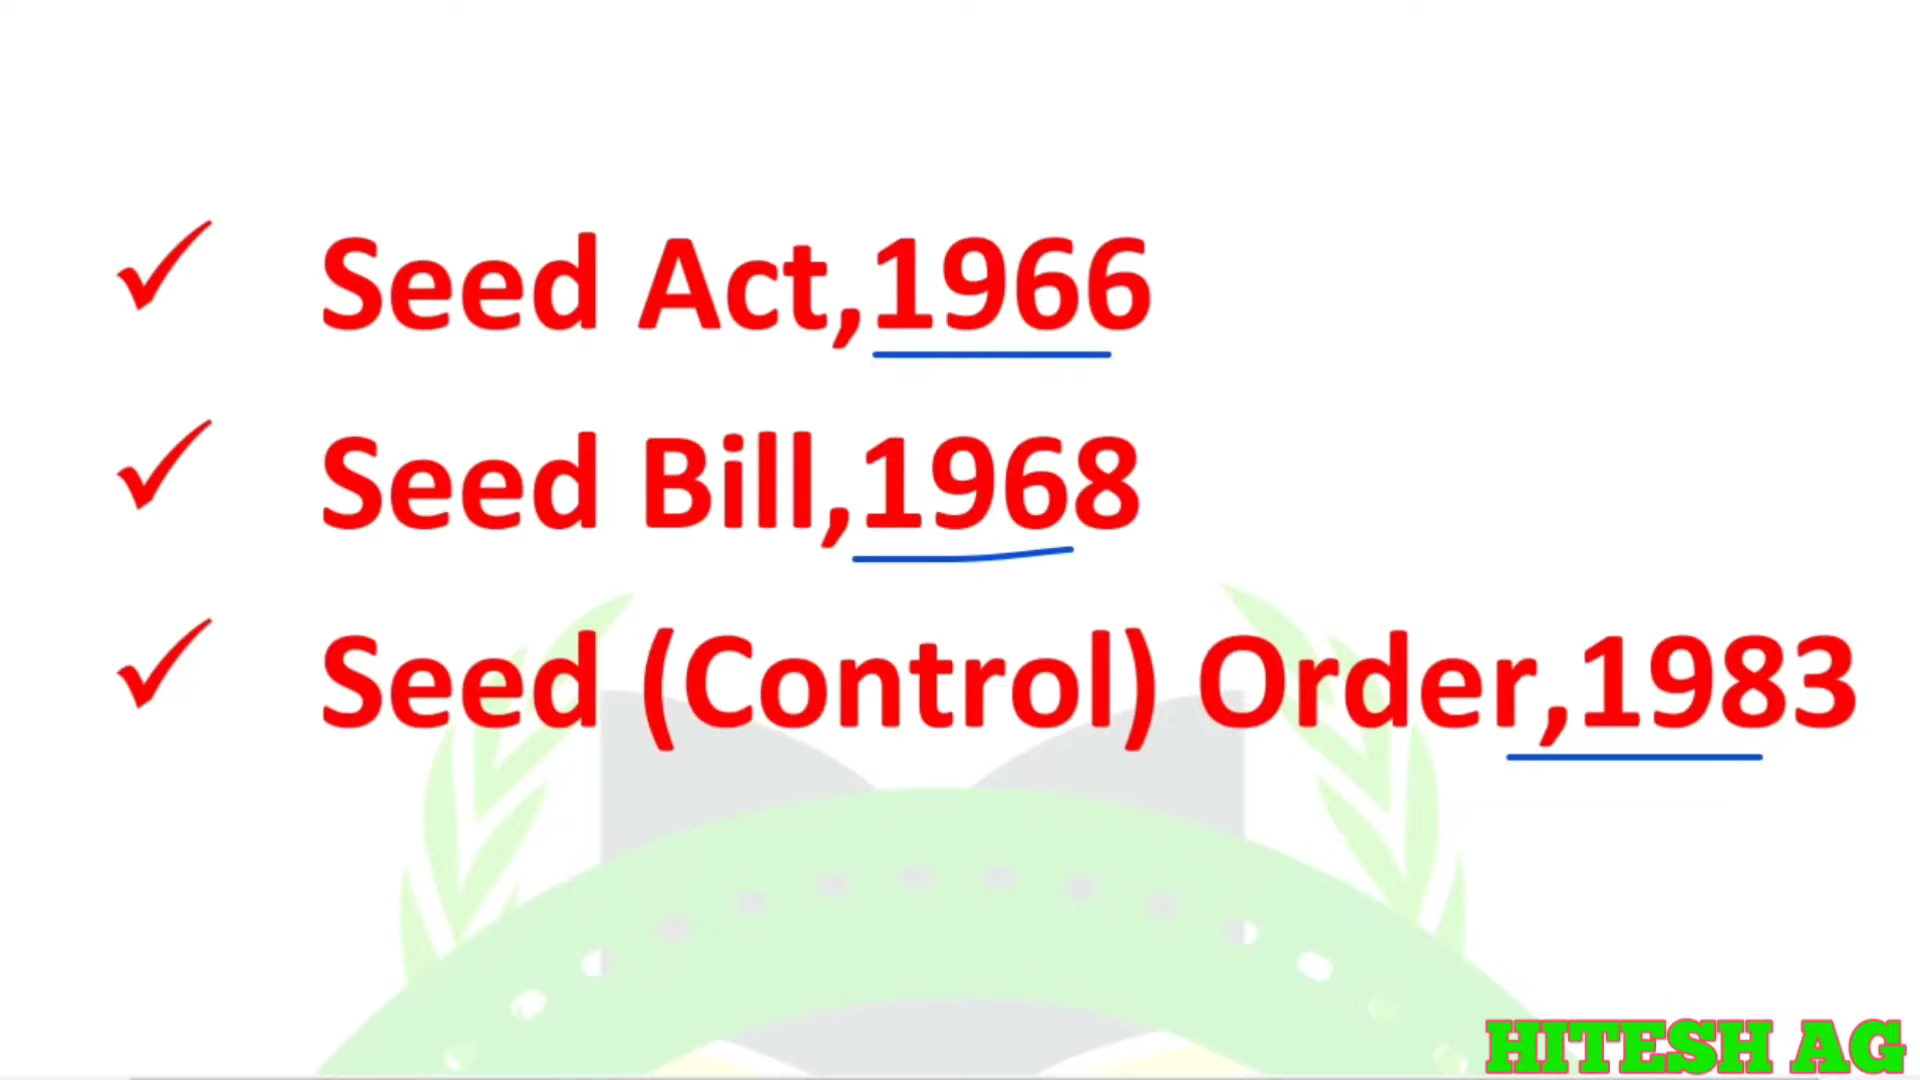 Seed Act,1966
Seed Bill,1968
Seed (Control) Order,1983
HITESH AG